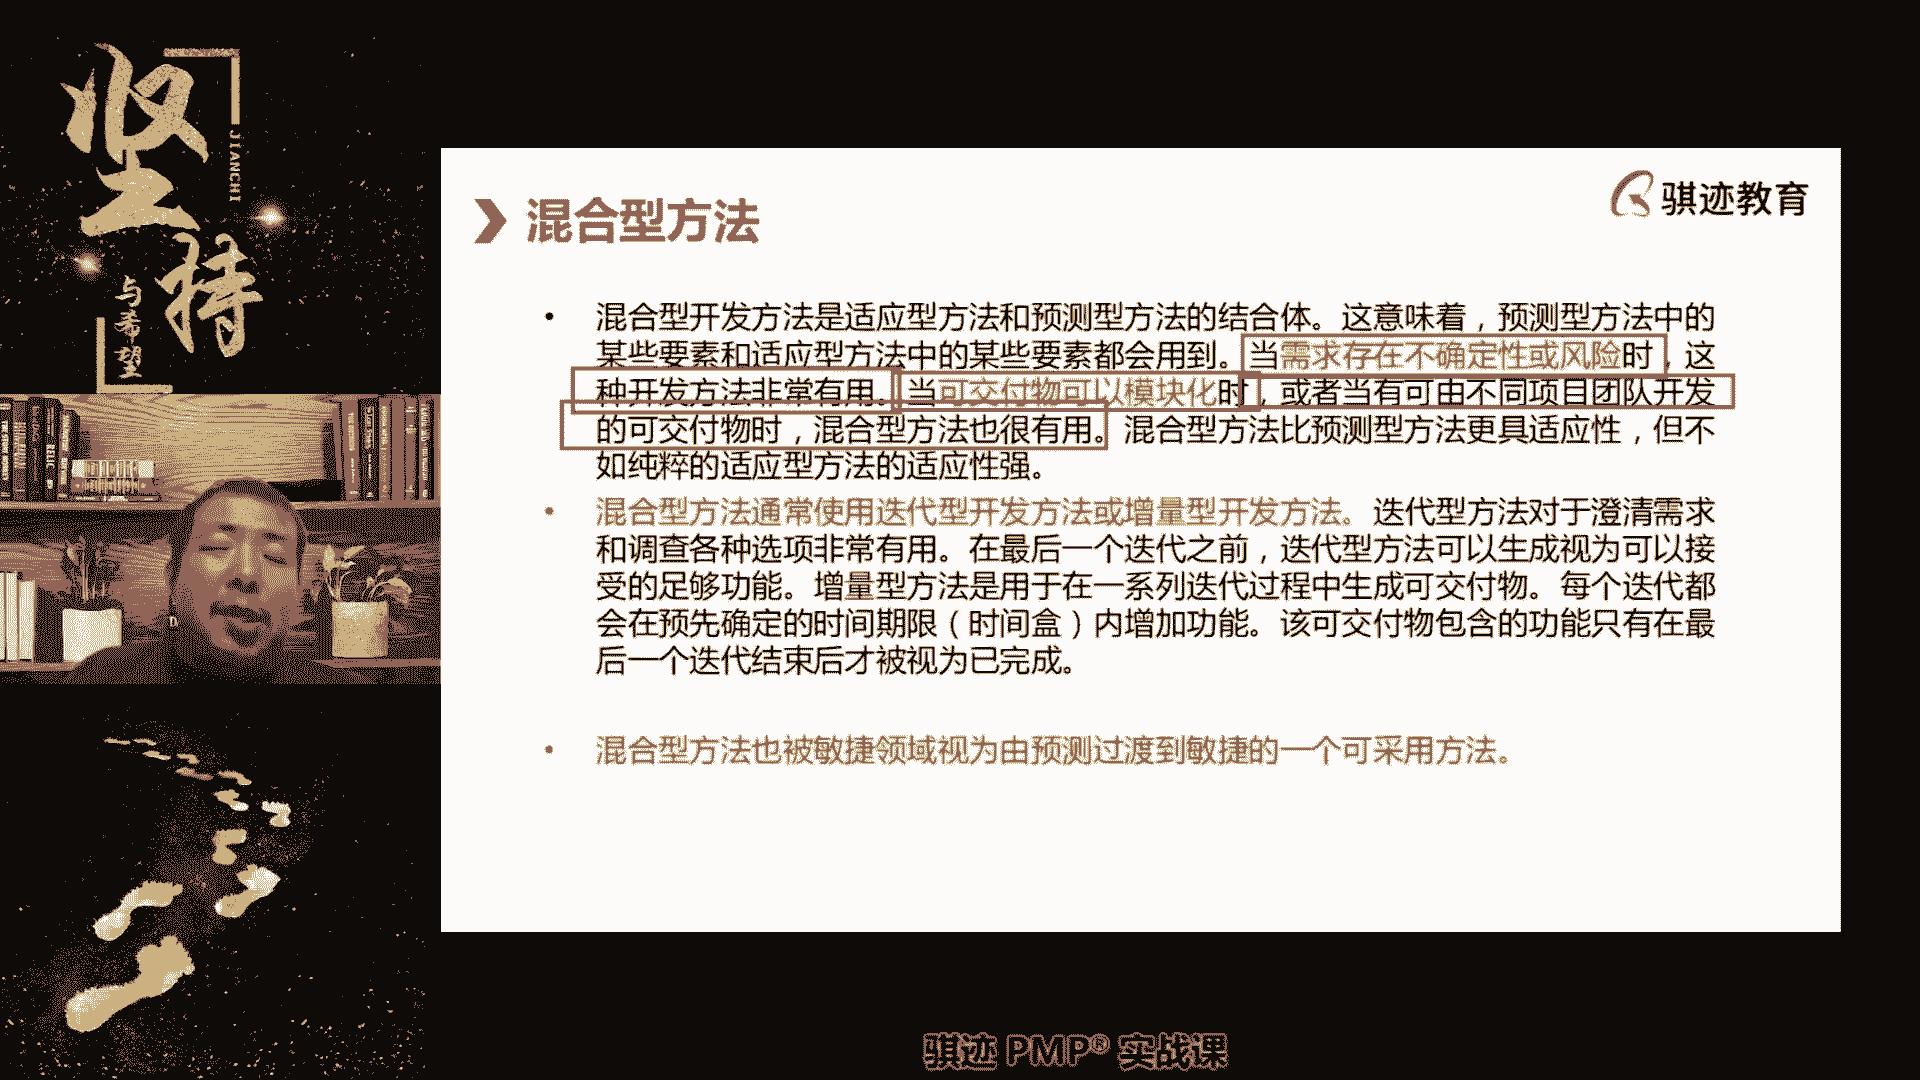 坚持
JIANCHI
与希望
骐迹教育
混合型方法
• 混合型开发方法是适应型方法和预测型方法的结合体。这意味着，预测型方法中的
某些要素和适应型方法中的某些要素都会用到。当需求存在不确定性或风险时，这
种开发方法非常有用。当可交付物可以模块化时，或者当有可由不同项目团队开发
的可交付物时，混合型方法也很有用。混合型方法比预测型方法更具适应性，但不
如纯粹的适应型方法的适应性强。
• 混合型方法通常使用迭代型开发方法或增量型开发方法。迭代型方法对于澄清需求
和调查各种选项非常有用。在最后一个迭代之前，迭代型方法可以生成视为可以接
受的足够功能。增量型方法是用于在一系列迭代过程中生成可交付物。每个迭代都
会在预先确定的时间期限（时间盒）内增加功能。该可交付物包含的功能只有在最
后一个迭代结束后才被视为已完成。
• 混合型方法也被敏捷领域视为由预测过渡到敏捷的一个可采用方法。
骐迹 PMP® 实战课